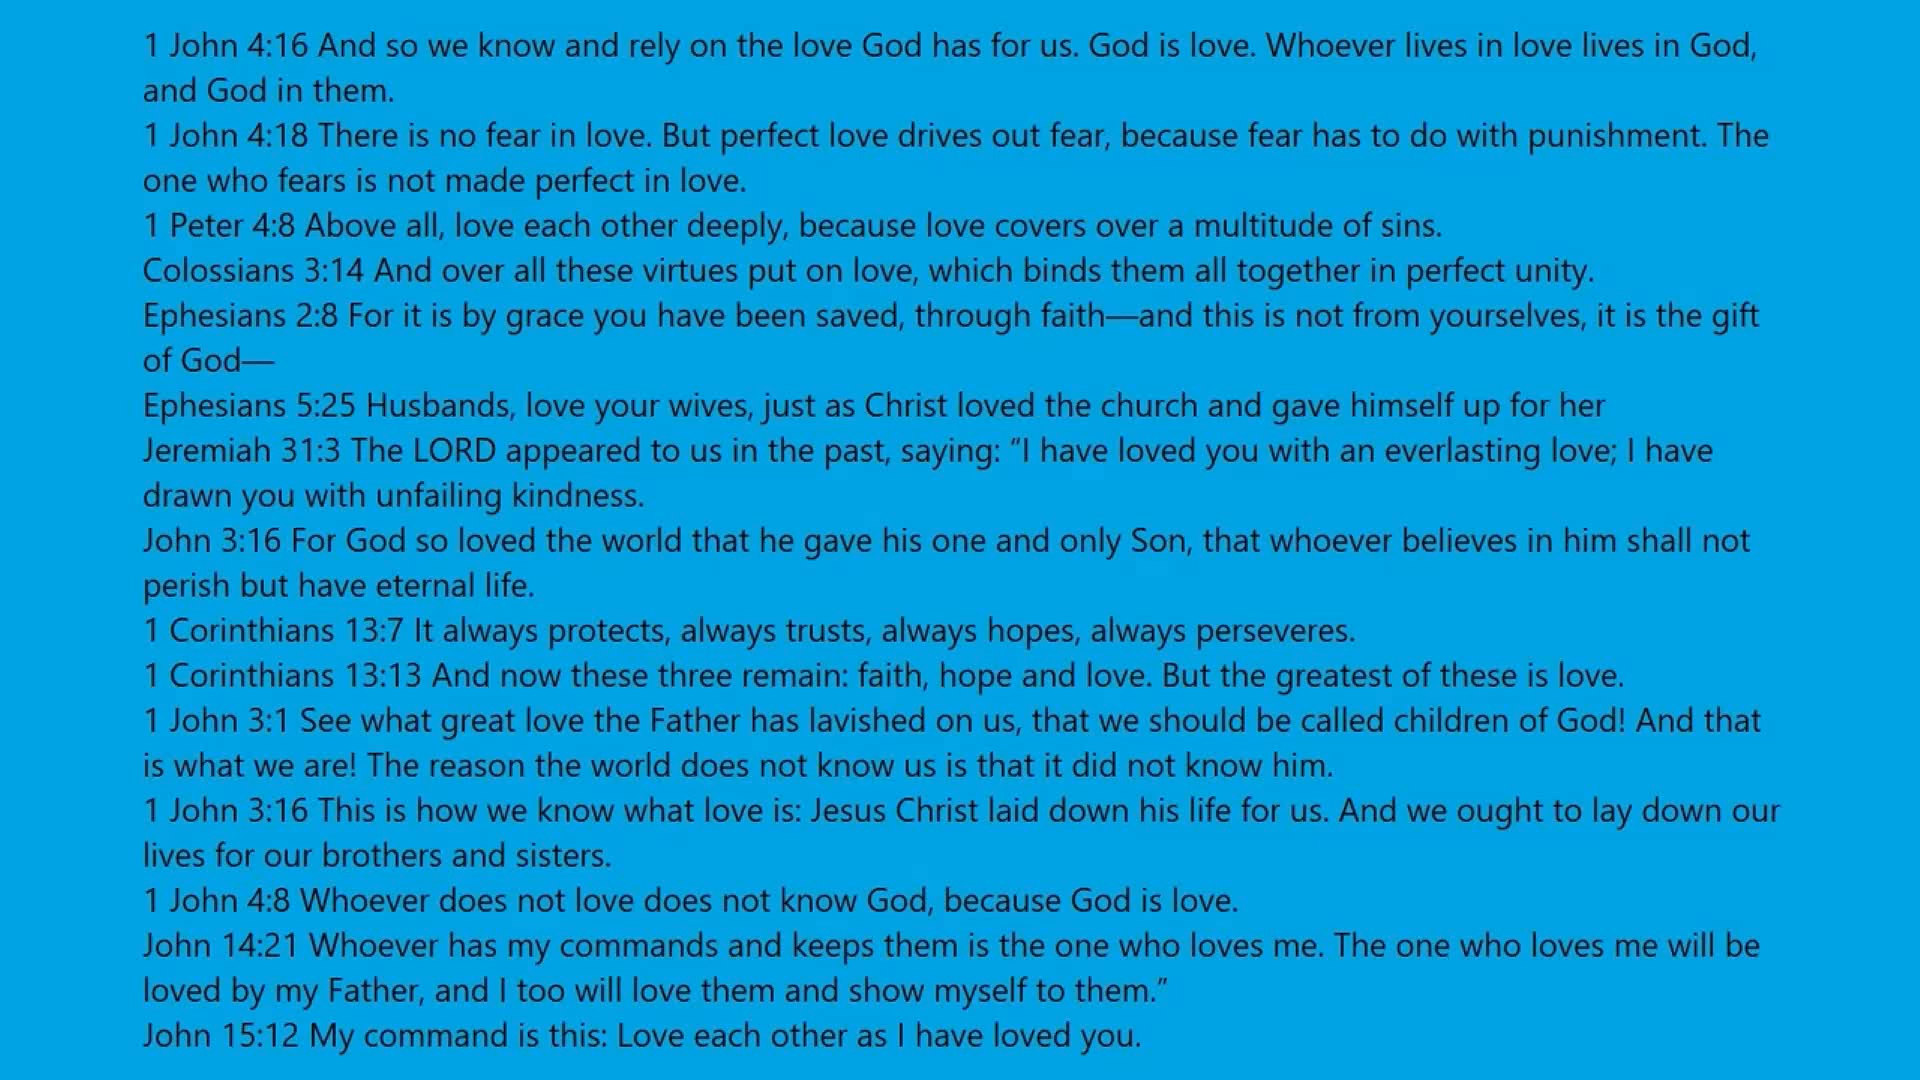 1 John 4:16 And so we know and rely on the love God has for us. God is love. Whoever lives in love lives in God,
and God in them.
1 John 4:18 There is no fear in love. But perfect love drives out fear, because fear has to do with punishment. The
one who fears is not made perfect in love.
1 Peter 4:8 Above all, love each other deeply, because love covers over a multitude of sins.
Colossians 3:14 And over all these virtues put on love, which binds them all together in perfect unity.
Ephesians 2:8 For it is by grace you have been saved, through faith—and this is not from yourselves, it is the gift
of God—
Ephesians 5:25 Husbands, love your wives, just as Christ loved the church and gave himself up for her
Jeremiah 31:3 The LORD appeared to us in the past, saying: “I have loved you with an everlasting love; I have
drawn you with unfailing kindness.
John 3:16 For God so loved the world that he gave his one and only Son, that whoever believes in him shall not
perish but have eternal life.
1 Corinthians 13:7 It always protects, always trusts, always hopes, always perseveres.
1 Corinthians 13:13 And now these three remain: faith, hope and love. But the greatest of these is love.
1 John 3:1 See what great love the Father has lavished on us, that we should be called children of God! And that
is what we are! The reason the world does not know us is that it did not know him.
1 John 3:16 This is how we know what love is: Jesus Christ laid down his life for us. And we ought to lay down our
lives for our brothers and sisters.
1 John 4:8 Whoever does not love does not know God, because God is love.
John 14:21 Whoever has my commands and keeps them is the one who loves me. The one who loves me will be
loved by my Father, and I too will love them and show myself to them.”
John 15:12 My command is this: Love each other as I have loved you.